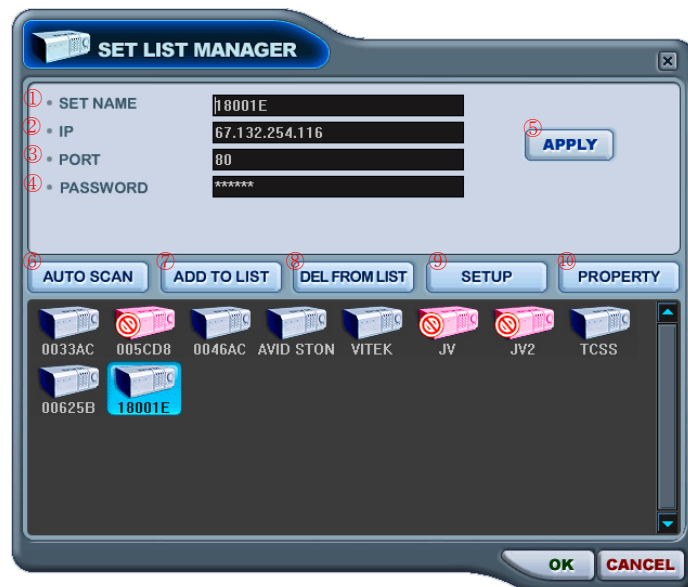 SET LIST MANAGER
① • SET NAME 18001E
② • IP 67.132.254.116
⑤ APPLY
③ • PORT 80
④ • PASSWORD ******
⑥ AUTO SCAN ⑦ ADD TO LIST ⑧ DEL FROM LIST ⑨ SETUP ⑩ PROPERTY
0033AC 005CD8 0046AC AVID STON VITEK JV JV2 TCSS
00625B 18001E
OK CANCEL